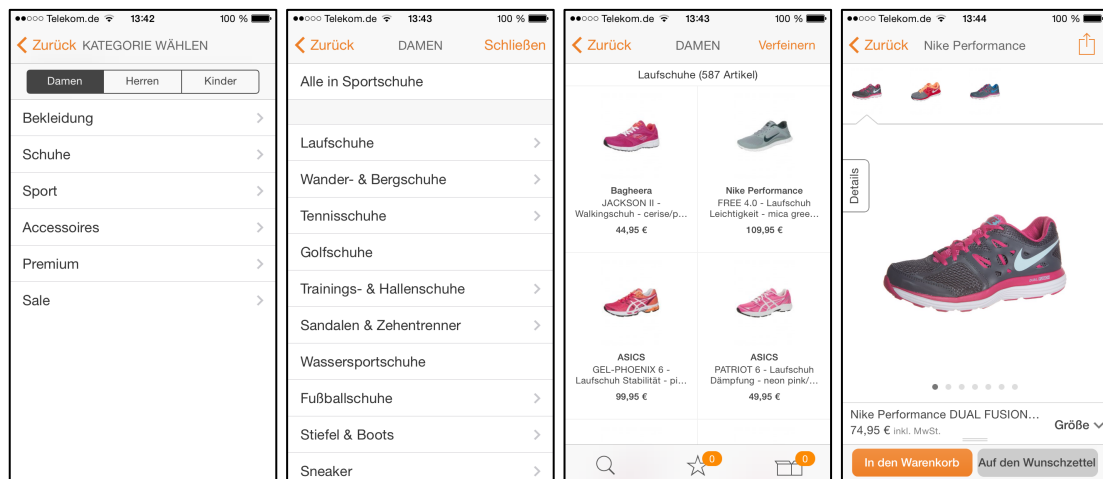 Telekom.de 13:42 100 %
Zurück KATEGORIE WÄHLEN
Damen Herren Kinder
Bekleidung
Schuhe
Sport
Accessoires
Premium
Sale
Telekom.de 13:43 100 %
Zurück DAMEN Schließen
Alle in Sportschuhe
Laufschuhe
Wander- & Bergschuhe
Tennisschuhe
Golfschuhe
Trainings- & Hallenschuhe
Sandalen & Zehentrenner
Wassersportschuhe
Fußballschuhe
Stiefel & Boots
Sneaker
Telekom.de 13:43 100 %
Zurück DAMEN Verfeinern
Laufschuhe (587 Artikel)
Bagheera
JACKSON II -
Walkingschuh - cerise/p...
44,95 €
Nike Performance
FREE 4.0 - Laufschuh
Leichtigkeit - mica gree...
109,95 €
ASICS
GEL-PHOENIX 6 -
Laufschuh Stabilität - pi...
99,95 €
ASICS
PATRIOT 6 - Laufschuh
Dämpfung - neon pink/...
49,95 €
0 0
Telekom.de 13:44 100 %
Zurück Nike Performance
Details
Nike Performance DUAL FUSION...
74,95 € inkl. MwSt.
Größe
In den Warenkorb Auf den Wunschzettel